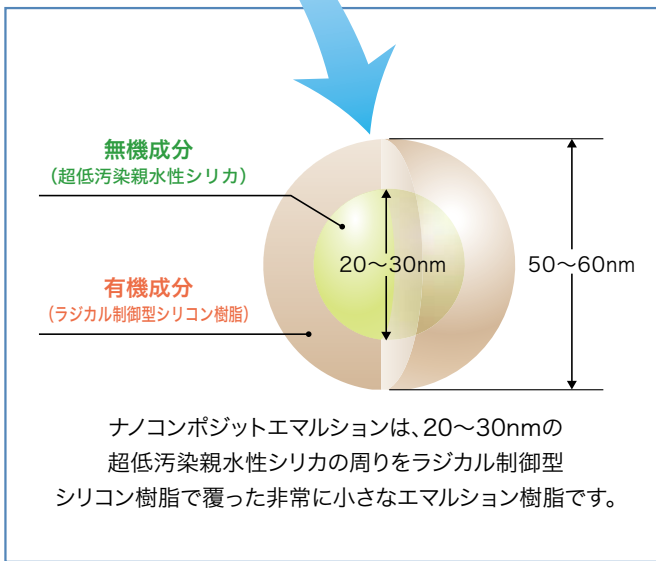 無機成分
(超低汚染親水性シリカ)
20〜30nm
50〜60nm
有機成分
(ラジカル制御型シリコン樹脂)
ナノコンポジットエマルションは、20〜30nmの
超低汚染親水性シリカの周りをラジカル制御型
シリコン樹脂で覆った非常に小さなエマルション樹脂です。